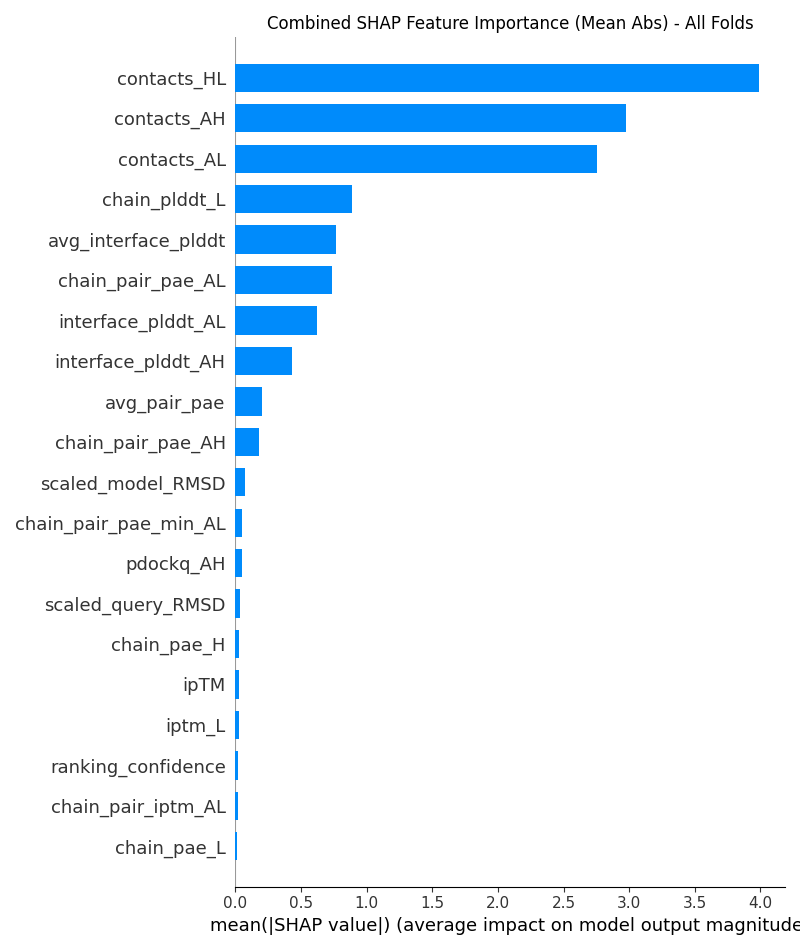 Combined SHAP Feature Importance (Mean Abs) - All Folds
contacts_HL
contacts_AH
contacts_AL
chain_plddt_L
avg_interface_plddt
chain_pair_pae_AL
interface_plddt_AL
interface_plddt_AH
avg_pair_pae
chain_pair_pae_AH
scaled_model_RMSD
chain_pair_pae_min_AL
pdockq_AH
scaled_query_RMSD
chain_pae_H
ipTM
iptm_L
ranking_confidence
chain_pair_iptm_AL
chain_pae_L
0.0 0.5 1.0 1.5 2.0 2.5 3.0 3.5 4.0
mean(|SHAP value|) (average impact on model output magnitude